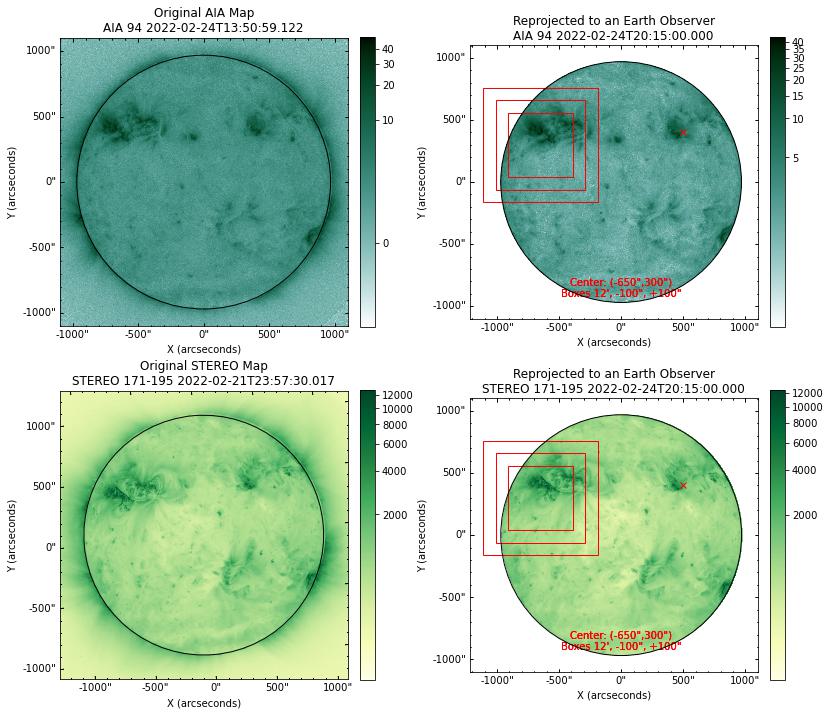 Original AIA Map
AIA 94 2022-02-24T13:50:59.122
1000"
500"
0"
-500"
-1000"
Y (arcseconds)
-1000" -500" 0" 500" 1000"
X (arcseconds)
40
30
20
10
0
Reprojected to an Earth Observer
AIA 94 2022-02-24T20:15:00.000
1000"
500"
0"
-500"
-1000"
Y (arcseconds)
Center: (-650",300")
Boxes 12', -100", +100"
-1000" -500" 0" 500" 1000"
X (arcseconds)
40
35
30
25
20
15
10
5
Original STEREO Map
STEREO 171-195 2022-02-21T23:57:30.017
1000"
500"
0"
-500"
-1000"
Y (arcseconds)
-1000" -500" 0" 500" 1000"
X (arcseconds)
12000
10000
8000
6000
4000
2000
Reprojected to an Earth Observer
STEREO 171-195 2022-02-24T20:15:00.000
1000"
500"
0"
-500"
-1000"
Y (arcseconds)
Center: (-650",300")
Boxes 12', -100", +100"
-1000" -500" 0" 500" 1000"
X (arcseconds)
12000
10000
8000
6000
4000
2000